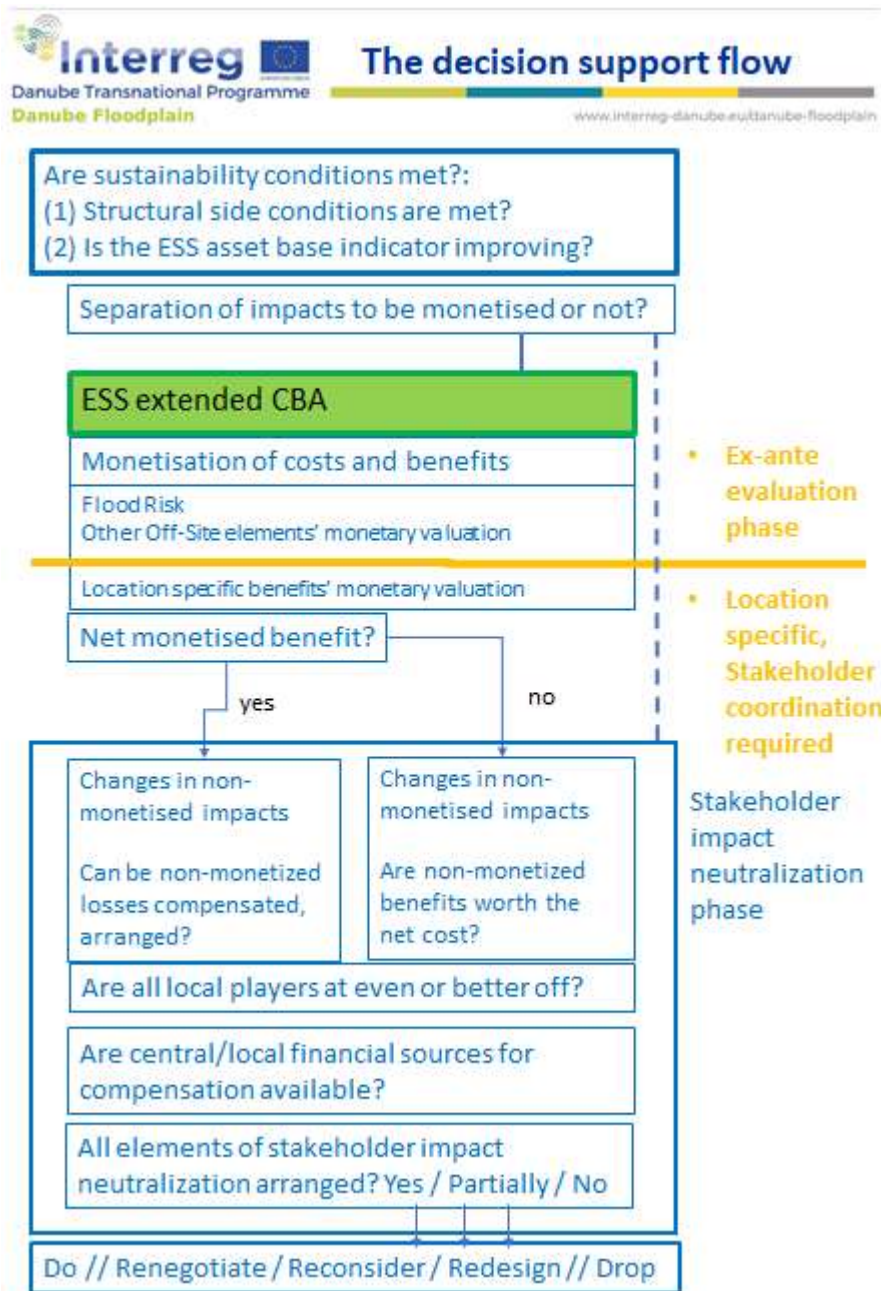 Interreg
Danube Transnational Programme
Danube Floodplain
The decision support flow
www.interreg-danube.eu/danube-floodplain
Are sustainability conditions met?:
(1) Structural side conditions are met?
(2) Is the ESS asset base indicator improving?
Separation of impacts to be monetised or not?
ESS extended CBA
Monetisation of costs and benefits
Flood Risk
Other Off-Site elements' monetary valuation
Location specific benefits' monetary valuation
• Ex-ante
evaluation
phase
• Location
specific,
Stakeholder
coordination
required
Net monetised benefit?
yes
no
Changes in non-
monetised impacts
Can be non-monetized
losses compensated,
arranged?
Changes in non-
monetised impacts
Are non-monetized
benefits worth the
net cost?
Stakeholder
impact
neutralization
phase
Are all local players at even or better off?
Are central/local financial sources for
compensation available?
All elements of stakeholder impact
neutralization arranged? Yes / Partially / No
Do // Renegotiate / Reconsider / Redesign // Drop